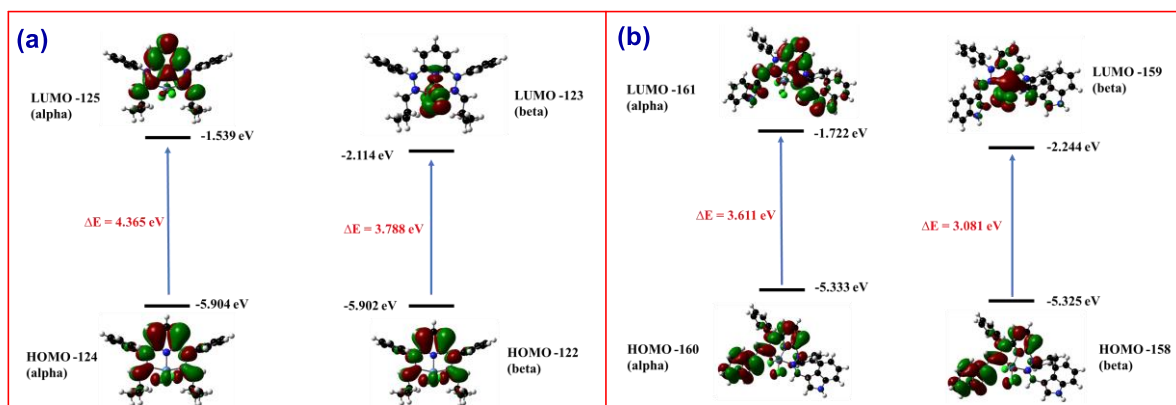 (a)
LUMO -125
(alpha)
-1.539 eV
ΔE = 4.365 eV
-5.904 eV
HOMO -124
(alpha)
LUMO -123
(beta)
-2.114 eV
ΔE = 3.788 eV
-5.902 eV
HOMO -122
(beta)
(b)
LUMO -161
(alpha)
-1.722 eV
ΔE = 3.611 eV
-5.333 eV
HOMO -160
(alpha)
LUMO -159
(beta)
-2.244 eV
ΔE = 3.081 eV
-5.325 eV
HOMO -158
(beta)